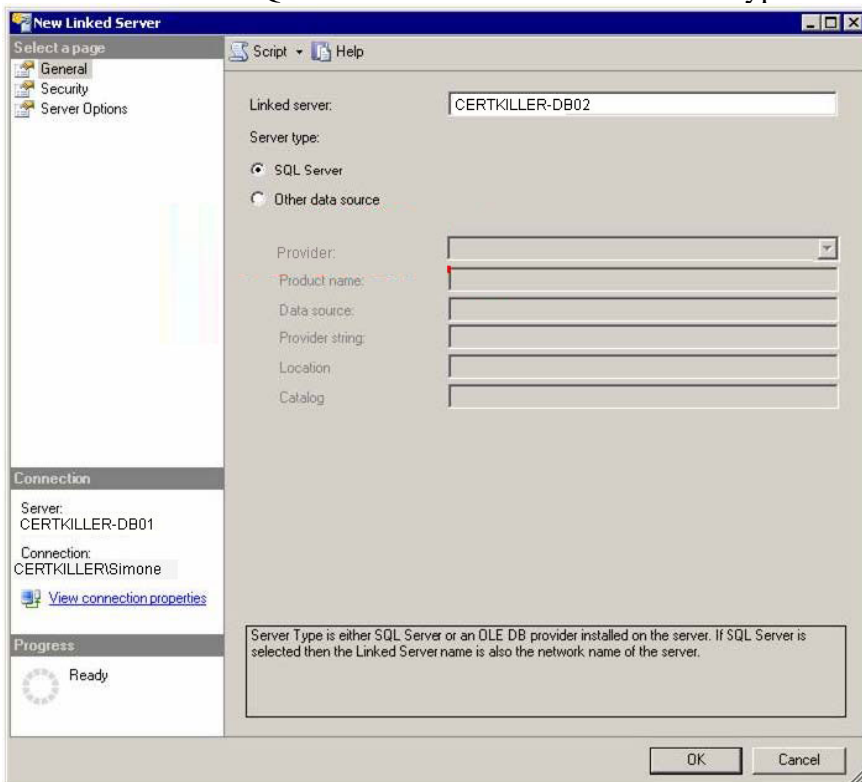 New Linked Server
Select a page
General
Security
Server Options
Script
Help
Linked server:
CERTKILLER-DB02
Server type:
SQL Server
Other data source
Provider:
Product name:
Data source:
Provider string:
Location
Catalog
Connection
Server:
CERTKILLER-DB01
Connection:
CERTKILLER\Simone
View connection properties
Progress
Ready
Server Type is either SQL Server or an OLE DB provider installed on the server. If SQL Server is
selected then the Linked Server name is also the network name of the server.
OK
Cancel